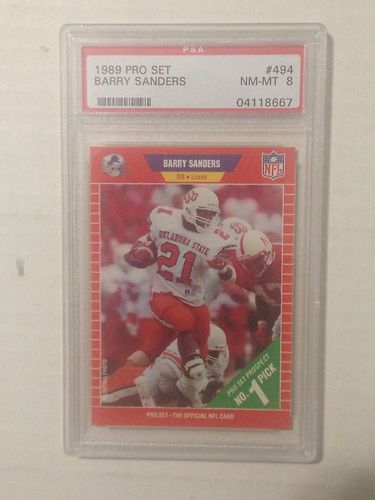 PSA
1989 PRO SET #494
BARRY SANDERS NM-MT 8
04118667
BARRY SANDERS
RB • Lions
NFL
OKLAHOMA STATE
21
PRO SET PROSPECT
NO. 1 PICK
PRO SET • THE OFFICIAL NFL CARD